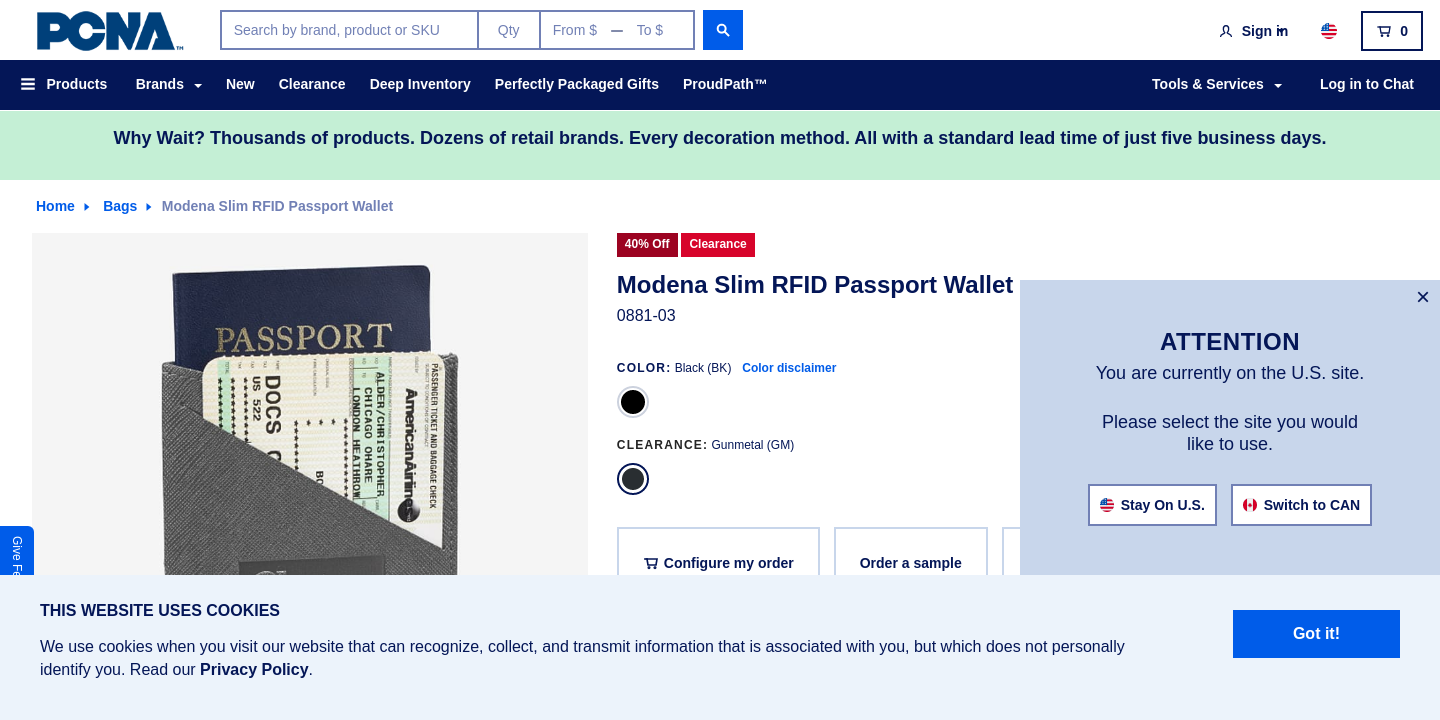 PCNA™
Search by brand, product or SKU
Qty
From $ — To $
Sign in
0
Products
Brands
New
Clearance
Deep Inventory
Perfectly Packaged Gifts
ProudPath™
Tools & Services
Log in to Chat
Why Wait? Thousands of products. Dozens of retail brands. Every decoration method. All with a standard lead time of just five business days.
Home
Bags
Modena Slim RFID Passport Wallet
PASSPORT
PASSENGER TICKET AND BAGGAGE CHECK
AmericanAirline
ALDER/CHRISTOPHER
CHICAGO OHARE
LONDON HEATHROW
DOCS
US 522
40% Off
Clearance
Modena Slim RFID Passport Wallet
0881-03
COLOR: Black (BK) Color disclaimer
CLEARANCE: Gunmetal (GM)
Configure my order
Order a sample
×
ATTENTION
You are currently on the U.S. site.
Please select the site you would
like to use.
Stay On U.S.
Switch to CAN
Give Fe
THIS WEBSITE USES COOKIES
We use cookies when you visit our website that can recognize, collect, and transmit information that is associated with you, but which does not personally
identify you. Read our Privacy Policy.
Got it!